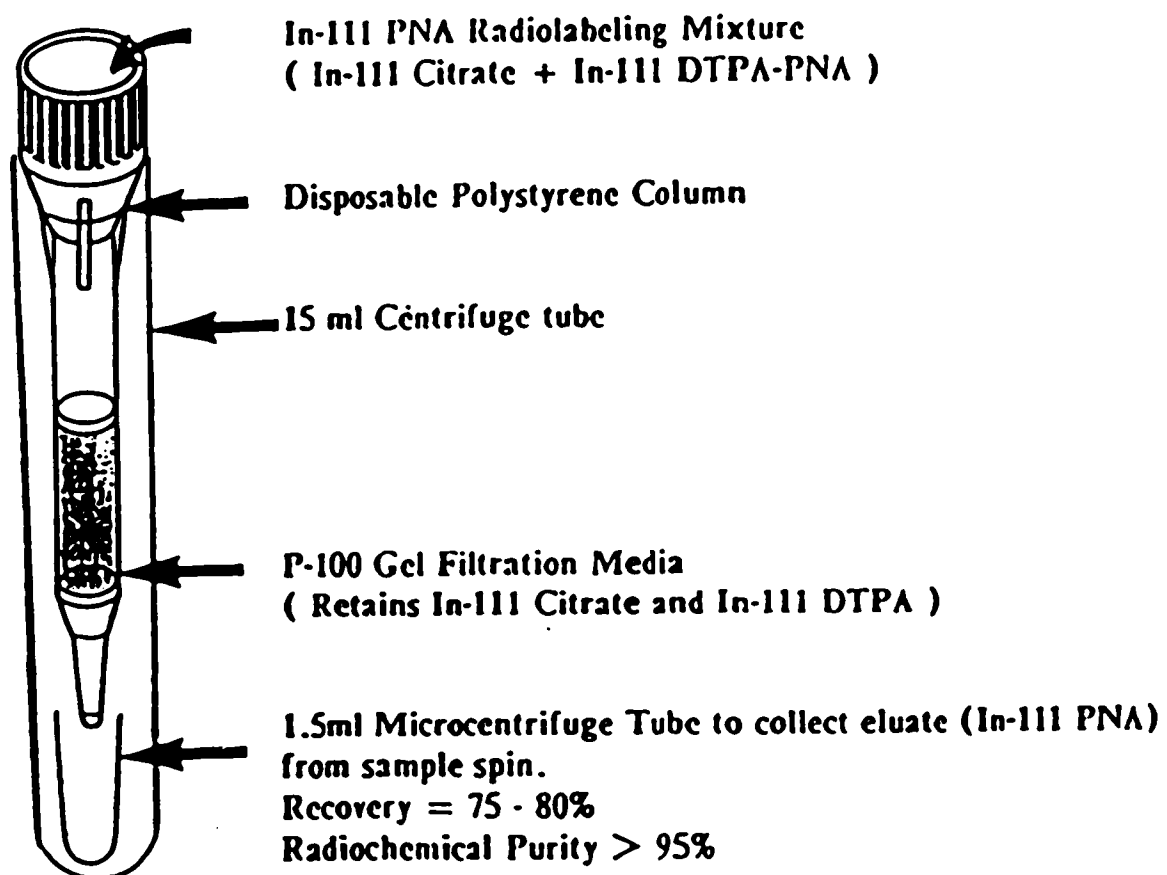 In-111 PNA Radiolabeling Mixture
( In-111 Citrate + In-111 DTPA-PNA )
Disposable Polystyrene Column
15 ml Centrifuge tube
P-100 Gel Filtration Media
( Retains In-111 Citrate and In-111 DTPA )
1.5ml Microcentrifuge Tube to collect eluate (In-111 PNA)
from sample spin.
Recovery = 75 - 80%
Radiochemical Purity > 95%